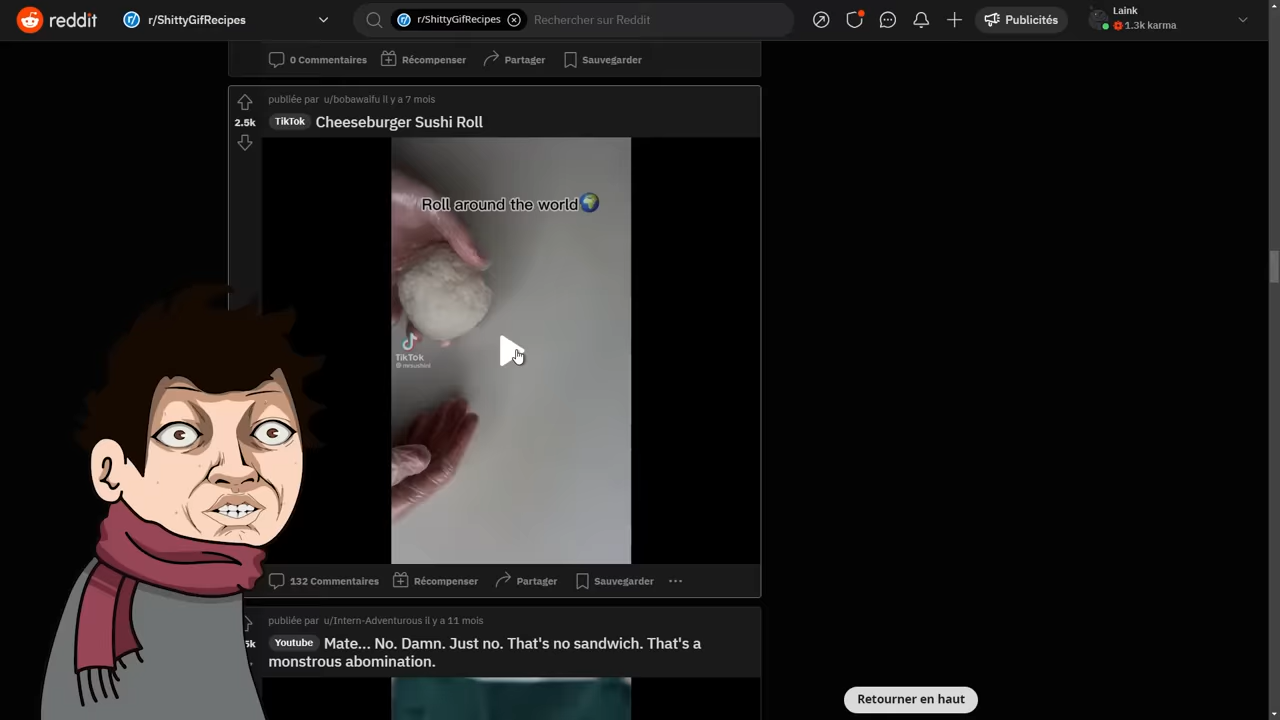 reddit
r/ShittyGifRecipes
r/ShittyGifRecipes
Rechercher sur Reddit
Publicités
Laink
1.3k karma
0 Commentaires
Récompenser
Partager
Sauvegarder
publiée par u/bobawaifu il y a 7 mois
2.5k
TikTok Cheeseburger Sushi Roll
Roll around the world
TikTok
132 Commentaires
Récompenser
Partager
Sauvegarder
publiée par u/Intern-Adventurous il y a 11 mois
Youtube Mate... No. Damn. Just no. That's no sandwich. That's a
monstrous abomination.
Retourner en haut